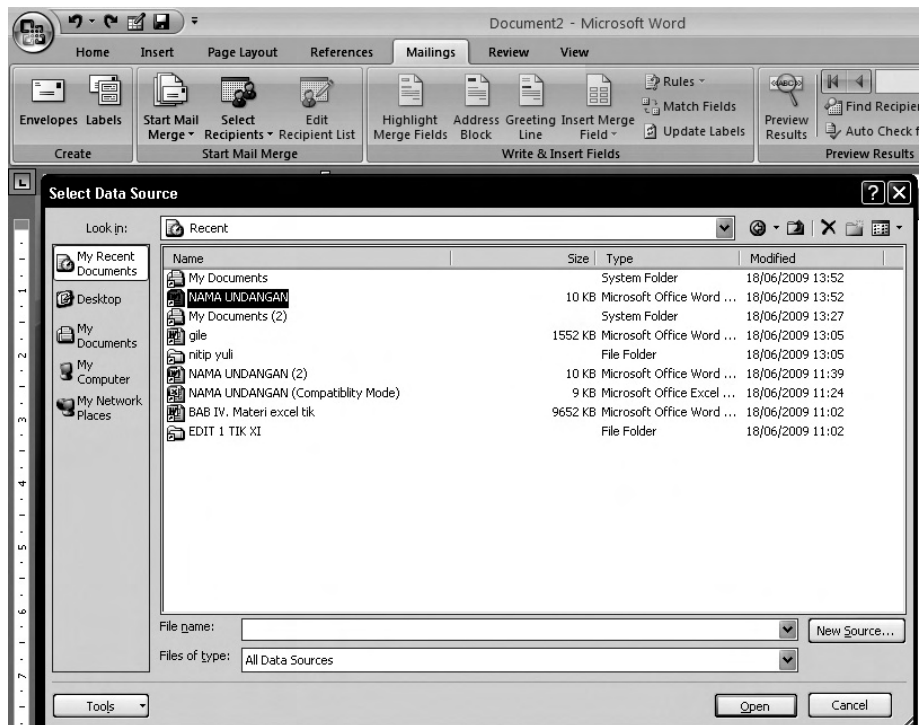 Document2 - Microsoft Word
Home Insert Page Layout References Mailings Review View
Envelopes Labels Start Mail Merge Select Recipients Edit Recipient List Highlight Merge Fields Address Block Greeting Line Insert Merge Field Rules Match Fields Update Labels Preview Results Find Recipie Auto Check f
Create Start Mail Merge Write & Insert Fields Preview Results
Select Data Source
Look in: Recent
My Recent Documents
Desktop
My Documents
My Computer
My Network Places
Name Size Type Modified
My Documents System Folder 18/06/2009 13:52
NAMA UNDANGAN 10 KB Microsoft Office Word ... 18/06/2009 13:52
My Documents (2) System Folder 18/06/2009 13:27
gile 1552 KB Microsoft Office Word ... 18/06/2009 13:05
nitip yuli File Folder 18/06/2009 13:05
NAMA UNDANGAN (2) 10 KB Microsoft Office Word ... 18/06/2009 11:39
NAMA UNDANGAN (Compatiblity Mode) 9 KB Microsoft Office Excel ... 18/06/2009 11:24
BAB IV. Materi excel tik 9652 KB Microsoft Office Word ... 18/06/2009 11:02
EDIT 1 TIK XI File Folder 18/06/2009 11:02
File name: New Source...
Files of type: All Data Sources
Tools Open Cancel